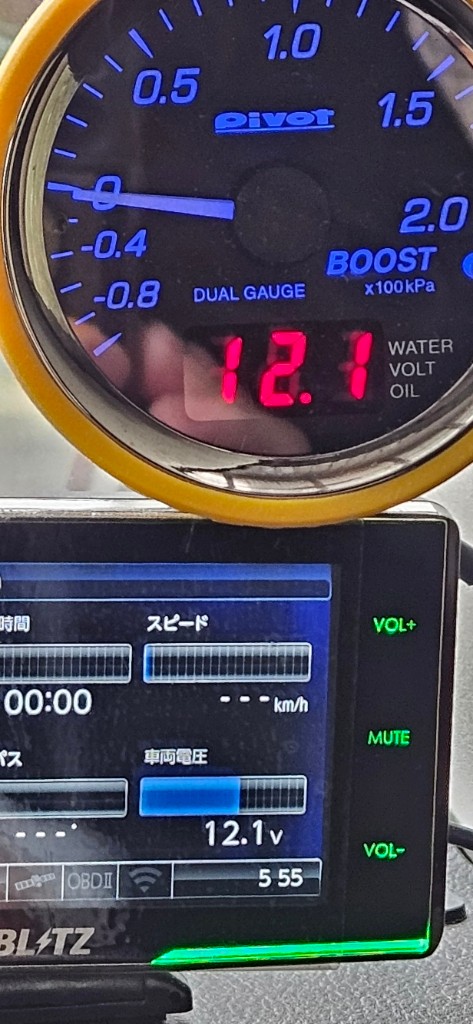 1.0
0.5
pivot
1.5
0
2.0
-0.4
BOOST
-0.8
DUAL GAUGE
x100kPa
12.1
WATER
VOLT
OIL
時間
スピード
VOL+
00:00
---km/h
MUTE
パス
車両電圧
---°
12.1v
VOL-
OBDⅡ
5 55
BLITZ